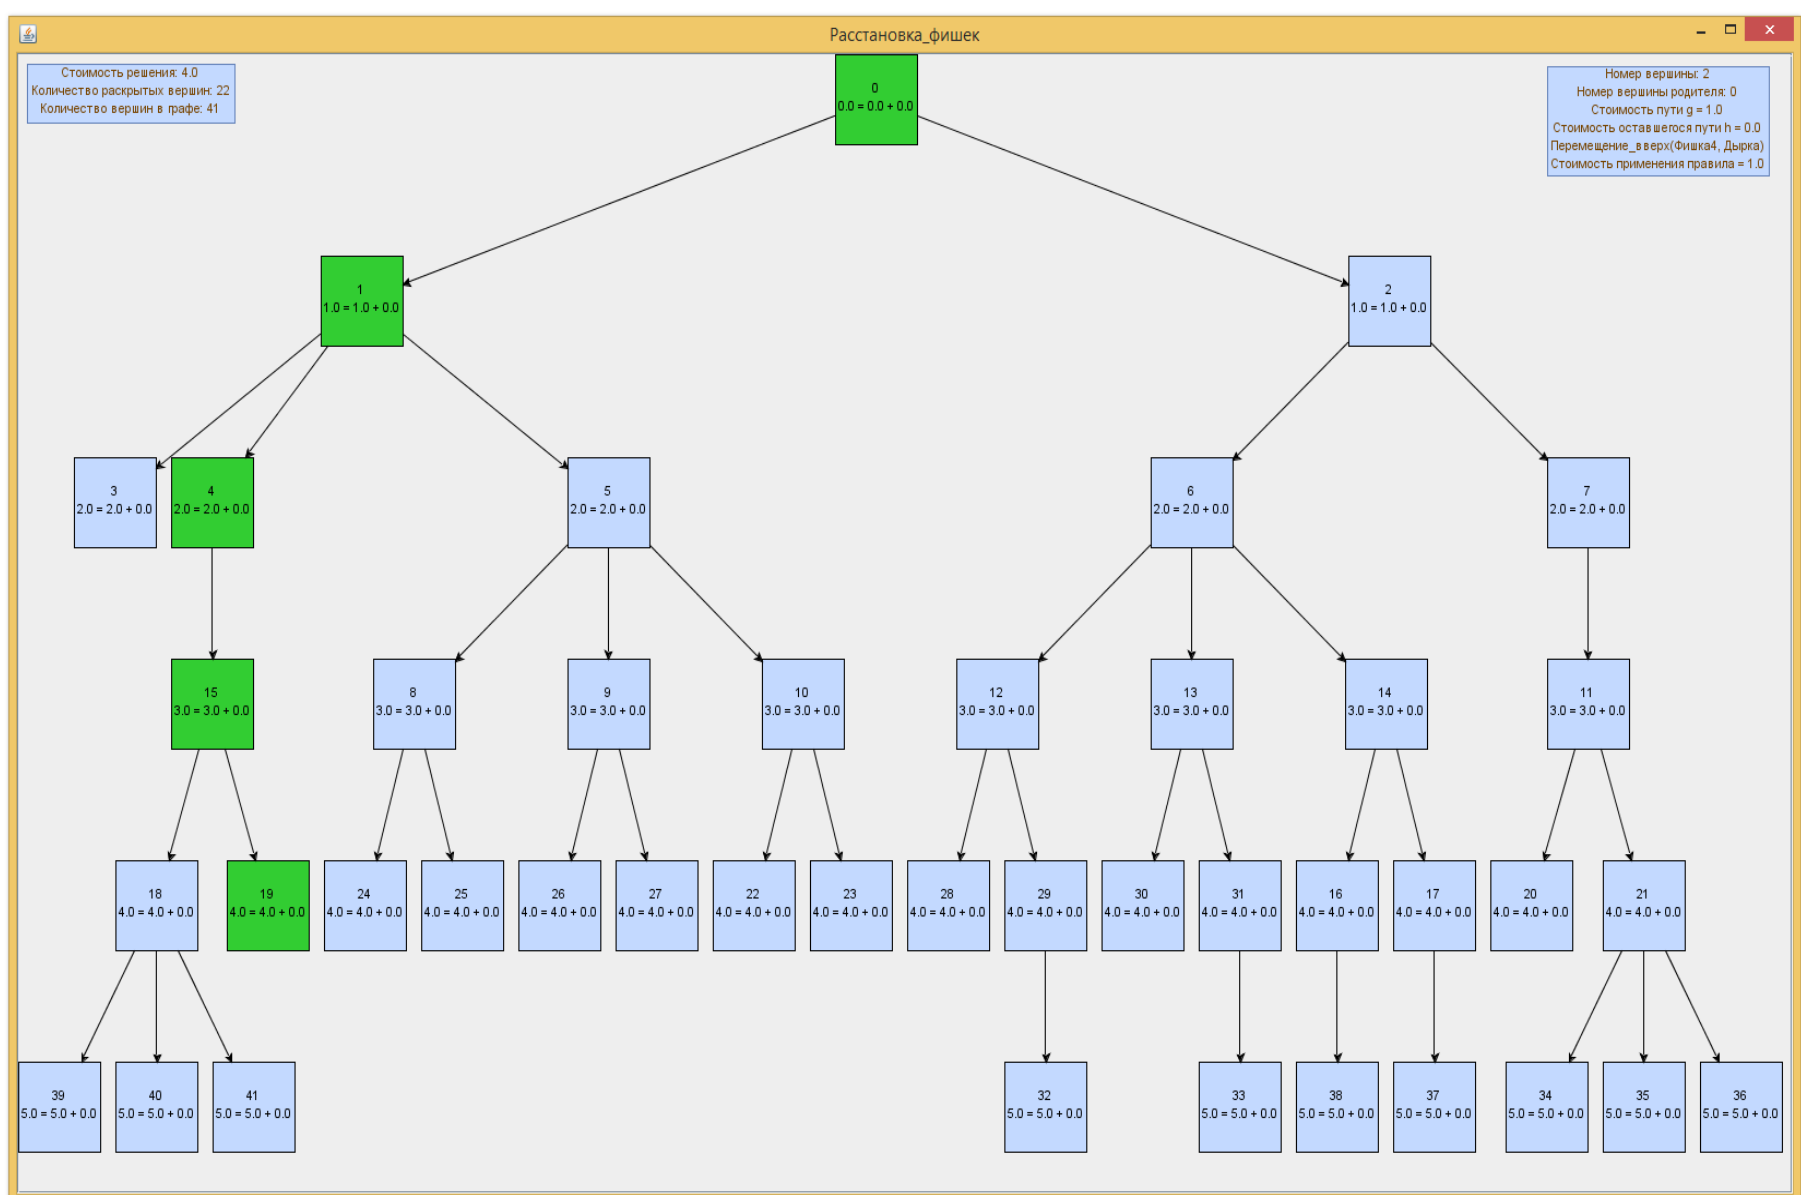 Расстановка_фишек
Стоимость решения: 4.0
Количество раскрытых вершин: 22
Количество вершин в графе: 41
Номер вершины: 2
Номер вершины родителя: 0
Стоимость пути g = 1.0
Стоимость оставшегося пути h = 0.0
Перемещение_вверх(Фишка4, Дырка)
Стоимость применения правила = 1.0
0
0.0 = 0.0 + 0.0
1
1.0 = 1.0 + 0.0
2
1.0 = 1.0 + 0.0
3
2.0 = 2.0 + 0.0
4
2.0 = 2.0 + 0.0
5
2.0 = 2.0 + 0.0
6
2.0 = 2.0 + 0.0
7
2.0 = 2.0 + 0.0
15
3.0 = 3.0 + 0.0
8
3.0 = 3.0 + 0.0
9
3.0 = 3.0 + 0.0
10
3.0 = 3.0 + 0.0
12
3.0 = 3.0 + 0.0
13
3.0 = 3.0 + 0.0
14
3.0 = 3.0 + 0.0
11
3.0 = 3.0 + 0.0
18
4.0 = 4.0 + 0.0
19
4.0 = 4.0 + 0.0
24
4.0 = 4.0 + 0.0
25
4.0 = 4.0 + 0.0
26
4.0 = 4.0 + 0.0
27
4.0 = 4.0 + 0.0
22
4.0 = 4.0 + 0.0
23
4.0 = 4.0 + 0.0
28
4.0 = 4.0 + 0.0
29
4.0 = 4.0 + 0.0
30
4.0 = 4.0 + 0.0
31
4.0 = 4.0 + 0.0
16
4.0 = 4.0 + 0.0
17
4.0 = 4.0 + 0.0
20
4.0 = 4.0 + 0.0
21
4.0 = 4.0 + 0.0
39
5.0 = 5.0 + 0.0
40
5.0 = 5.0 + 0.0
41
5.0 = 5.0 + 0.0
32
5.0 = 5.0 + 0.0
33
5.0 = 5.0 + 0.0
38
5.0 = 5.0 + 0.0
37
5.0 = 5.0 + 0.0
34
5.0 = 5.0 + 0.0
35
5.0 = 5.0 + 0.0
36
5.0 = 5.0 + 0.0